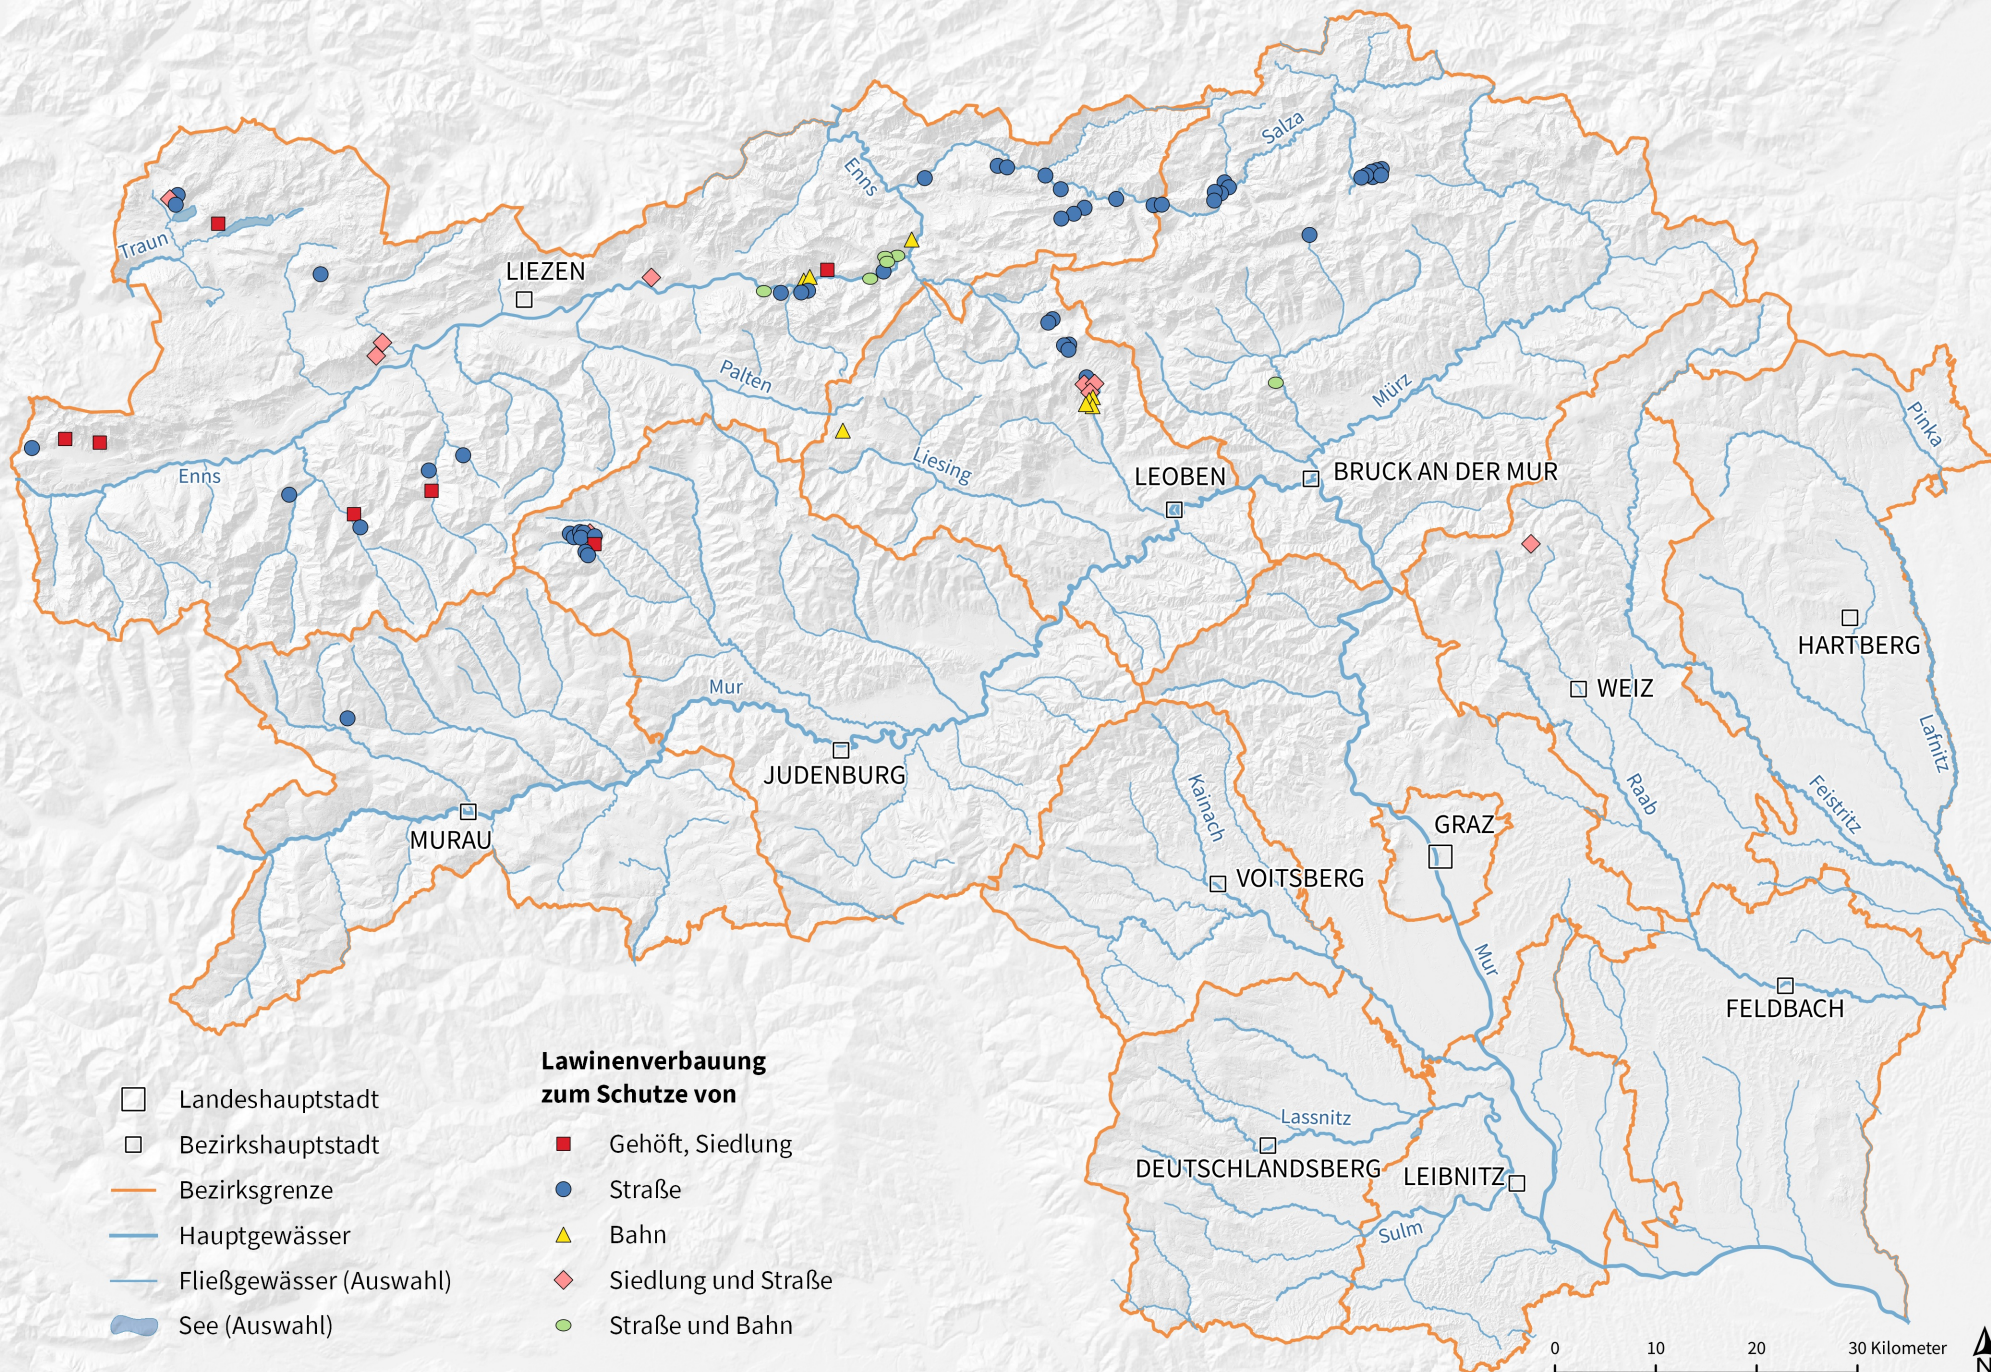 Salza
Enns
Traun
LIEZEN
Palten
Mürz
Pinka
Enns
Liesing
LEOBEN
BRUCK AN DER MUR
HARTBERG
WEIZ
Mur
Lafnitz
JUDENBURG
Kainach
Raab
Feistritz
MURAU
GRAZ
VOITSBERG
Mur
FELDBACH
Lassnitz
DEUTSCHLANDSBERG
LEIBNITZ
Sulm
Landeshauptstadt
Bezirkshauptstadt
Bezirksgrenze
Hauptgewässer
Fließgewässer (Auswahl)
See (Auswahl)
Lawinenverbauung
zum Schutze von
Gehöft, Siedlung
Straße
Bahn
Siedlung und Straße
Straße und Bahn
0 10 20 30 Kilometer
N